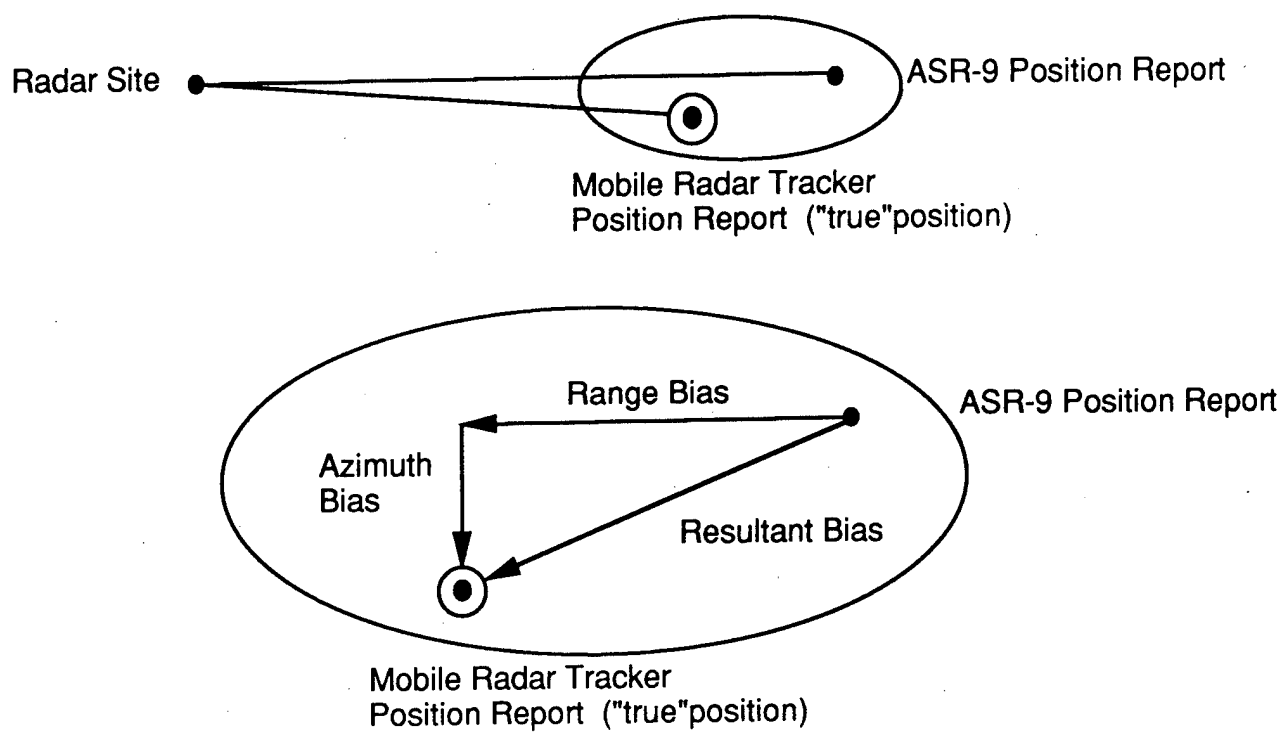 Radar Site
ASR-9 Position Report
Mobile Radar Tracker
Position Report ("true"position)
Range Bias
ASR-9 Position Report
Azimuth
Bias
Resultant Bias
Mobile Radar Tracker
Position Report ("true"position)